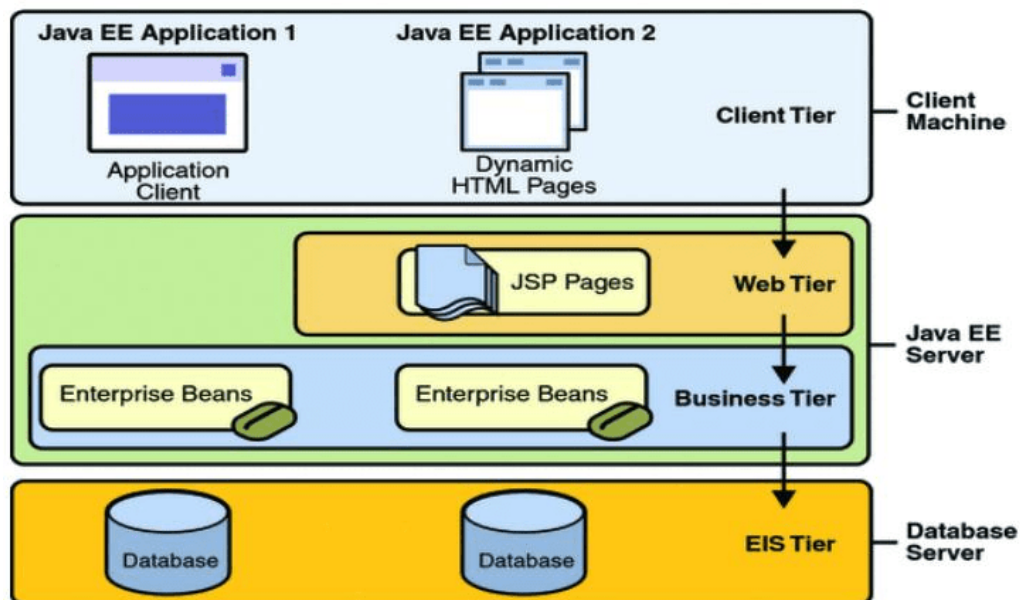 Java EE Application 1
Java EE Application 2
Application
Client
Dynamic
HTML Pages
Client Tier
Client
Machine
JSP Pages
Web Tier
Java EE
Server
Enterprise Beans
Enterprise Beans
Business Tier
Database
Database
EIS Tier
Database
Server